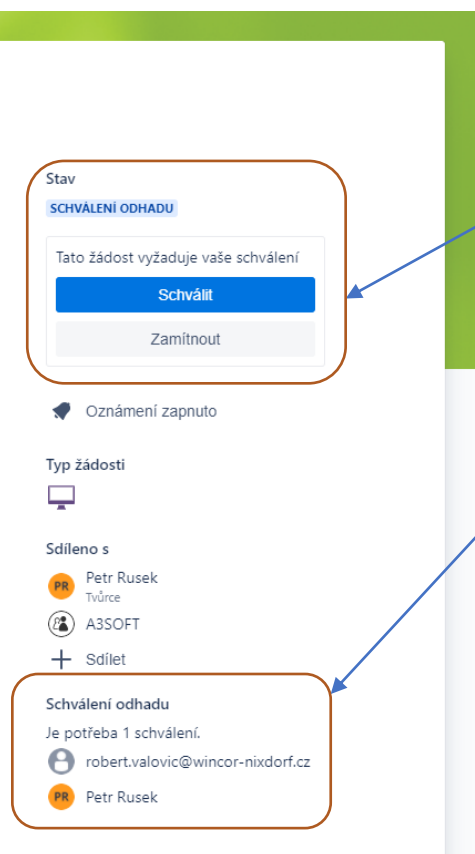 Stav
SCHVÁLENÍ ODHADU
Tato žádost vyžaduje vaše schválení
Schválit
Zamítnout
Oznámení zapnuto
Typ žádosti
Sdíleno s
PR Petr Rusek
Tvůrce
A3SOFT
Sdílet
Schválení odhadu
Je potřeba 1 schválení.
robert.valovic@wincor-nixdorf.cz
PR Petr Rusek